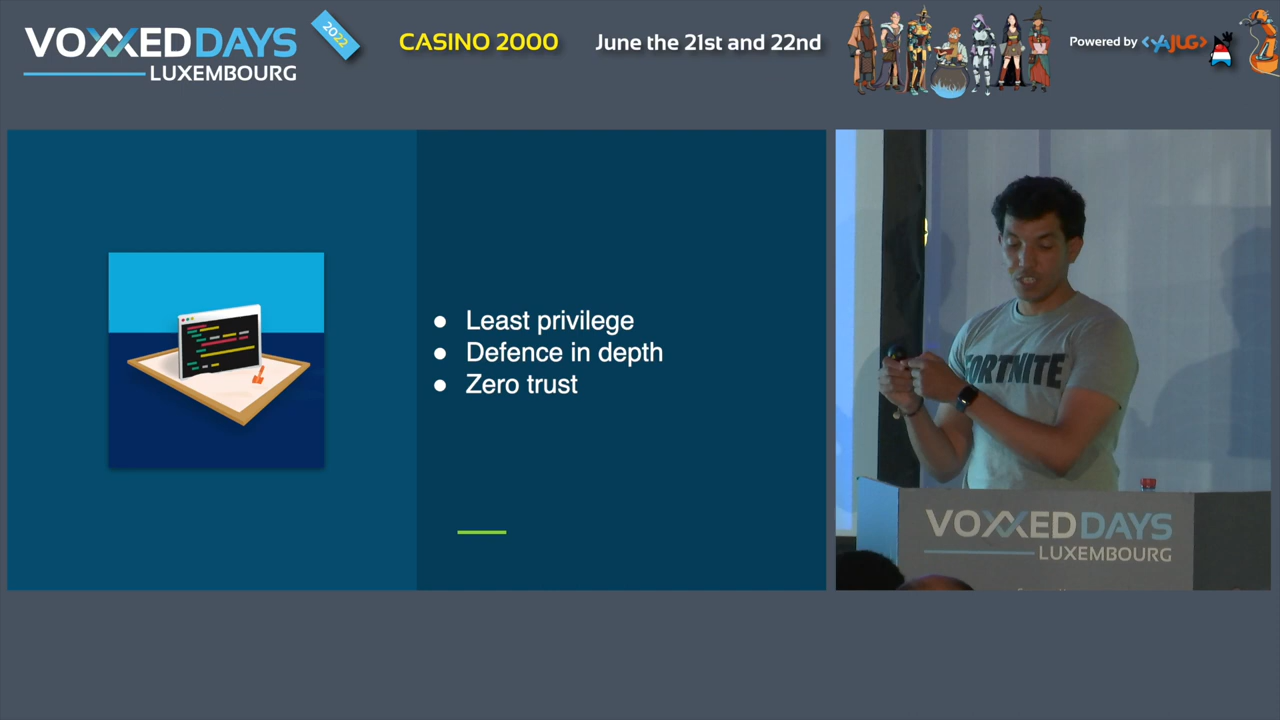 VOXXED DAYS
LUXEMBOURG
2022
CASINO 2000
June the 21st and 22nd
Powered by <YAJUG>
● Least privilege
● Defence in depth
● Zero trust
FORTNITE
VOXXED DAYS
LUXEMBOURG